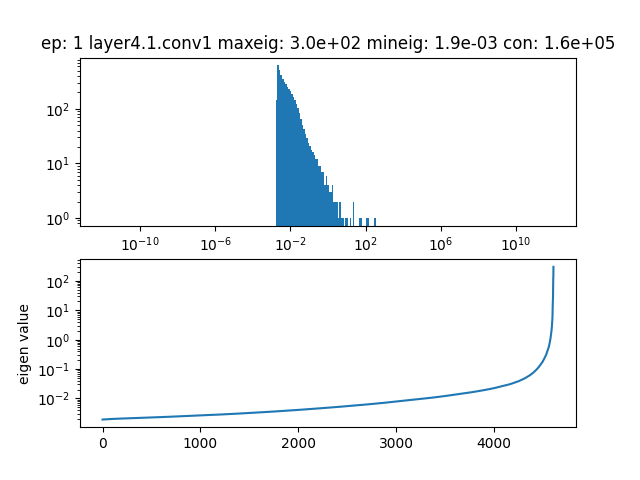 ep: 1 layer4.1.conv1 maxeig: 3.0e+02 mineig: 1.9e-03 con: 1.6e+05
10²
10¹
10⁰
10⁻¹⁰ 10⁻⁶ 10⁻² 10² 10⁶ 10¹⁰
eigen value
10²
10¹
10⁰
10⁻¹
10⁻²
0 1000 2000 3000 4000